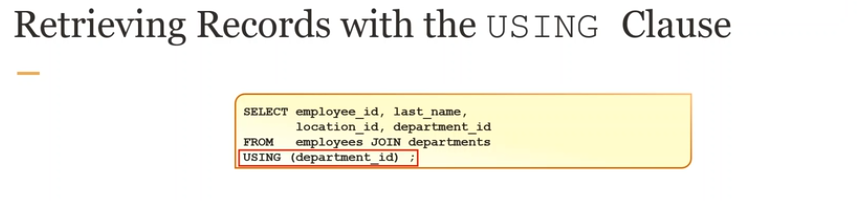 Retrieving Records with the USING Clause
SELECT employee_id, last_name,
       location_id, department_id
FROM   employees JOIN departments
USING (department_id) ;